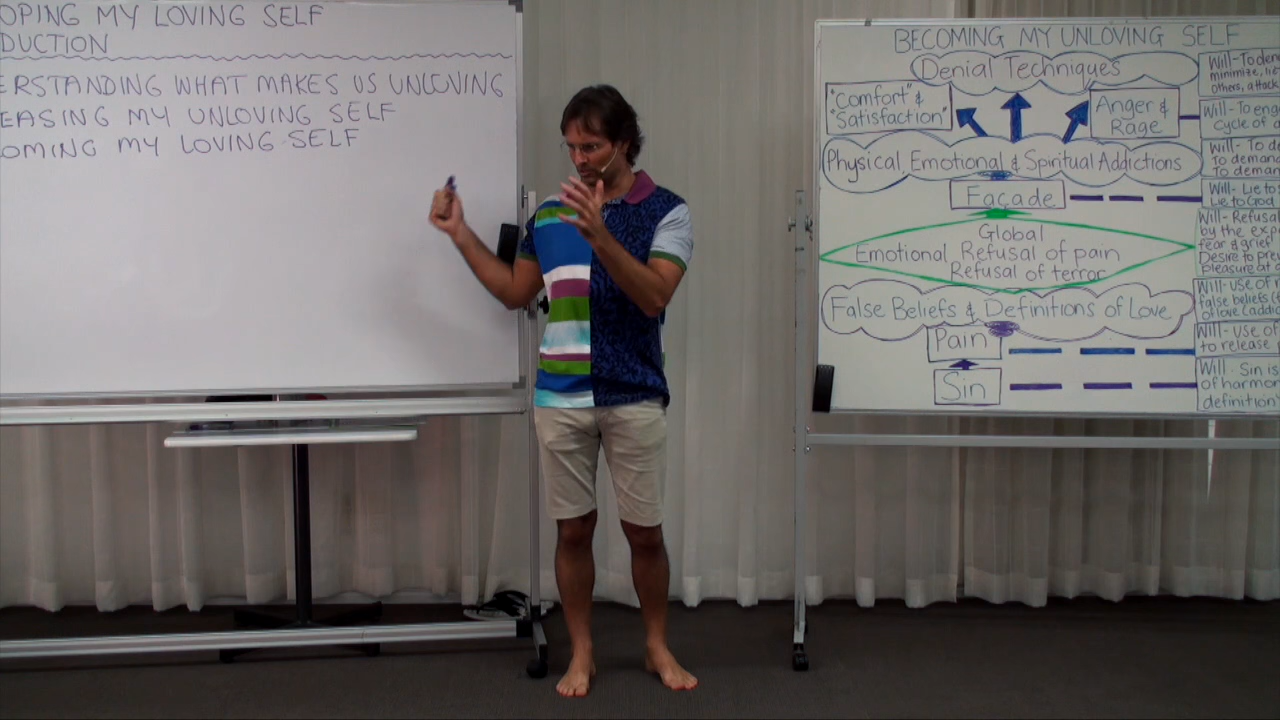 OPING MY LOVING SELF
DUCTION
ERSTANDING WHAT MAKES US UNLOVING
EASING MY UNLOVING SELF
OMING MY LOVING SELF
BECOMING MY UNLOVING SELF
Denial Techniques
"Comfort" &
"Satisfaction"
Anger &
Rage
Physical Emotional & Spiritual Addictions
Façade
Global
Emotional Refusal of pain
Refusal of terror
False Beliefs & Definitions of Love
Pain
Sin
Will - To den
minimize, lie
others, attack
Will - To eng
cycle of
Will - To de
To deman
To deman
Will - Lie to
Lie to God
Will - Refusa
by the exp
fear & grief
Desire to pre
pleasure at
Will - Use of
false beliefs
of love (addic
Will - use of
to release
Will - Sin is
of harmon
definition"